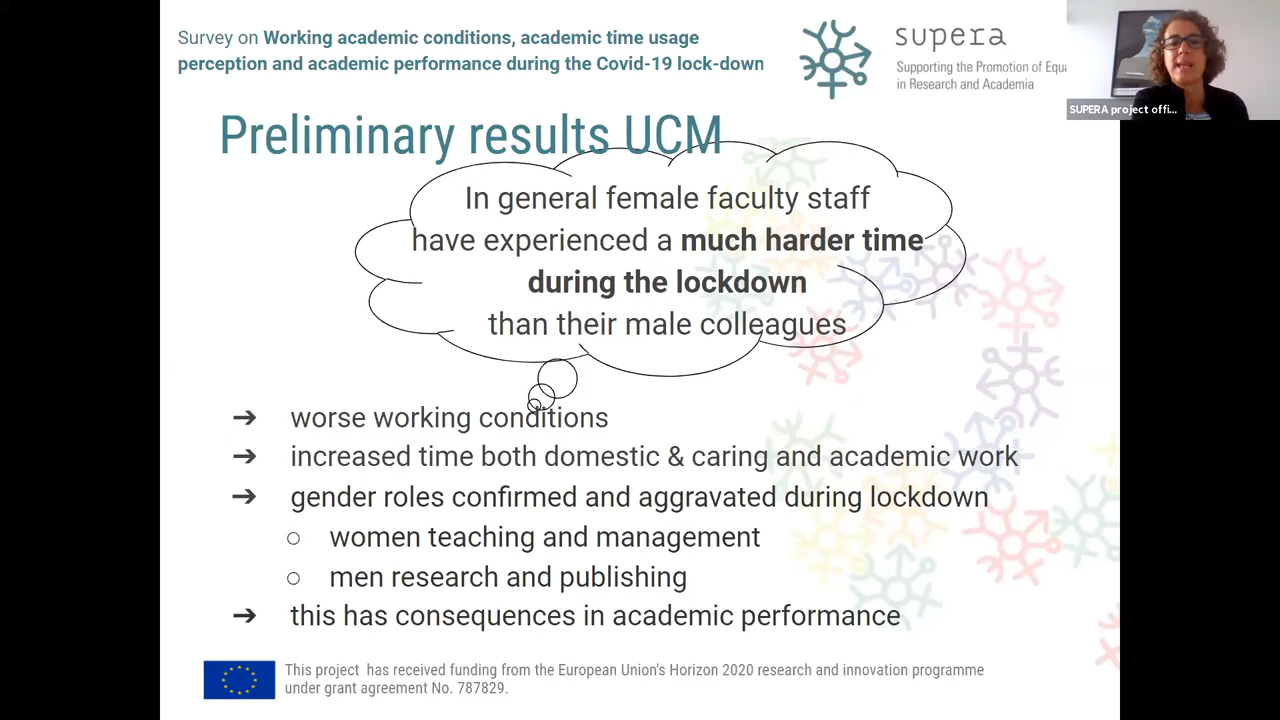 Survey on Working academic conditions, academic time usage
perception and academic performance during the Covid-19 lock-down
supera
Supporting the Promotion of Equa
in Research and Academia
SUPERA project offi...
Preliminary results UCM
In general female faculty staff
have experienced a much harder time
during the lockdown
than their male colleagues
➔ worse working conditions
➔ increased time both domestic & caring and academic work
➔ gender roles confirmed and aggravated during lockdown
○ women teaching and management
○ men research and publishing
➔ this has consequences in academic performance
This project has received funding from the European Union's Horizon 2020 research and innovation programme
under grant agreement No. 787829.